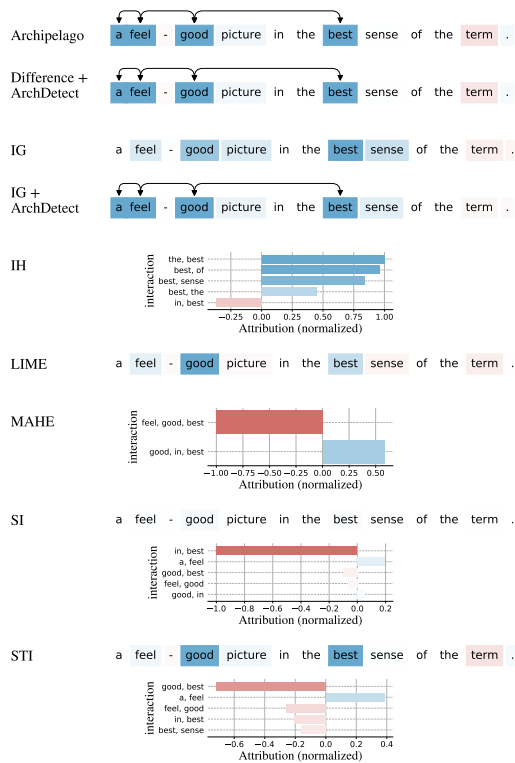 Archipelago a feel - good picture in the best sense of the term .
Difference +
ArchDetect a feel - good picture in the best sense of the term .
IG a feel - good picture in the best sense of the term .
IG +
ArchDetect a feel - good picture in the best sense of the term .
IH
interaction
the, best
best, of
best, sense
best, the
in, best
−0.25 0.00 0.25 0.50 0.75 1.00
Attribution (normalized)
LIME a feel - good picture in the best sense of the term .
MAHE
interaction
feel, good, best
good, in, best
−1.00 −0.75 −0.50 −0.25 0.00 0.25 0.50
Attribution (normalized)
SI a feel - good picture in the best sense of the term .
interaction
in, best
a, feel
good, best
feel, good
good, in
−1.0 −0.8 −0.6 −0.4 −0.2 0.0 0.2
Attribution (normalized)
STI a feel - good picture in the best sense of the term .
interaction
good, best
a, feel
feel, good
in, best
best, sense
−0.6 −0.4 −0.2 0.0 0.2 0.4
Attribution (normalized)